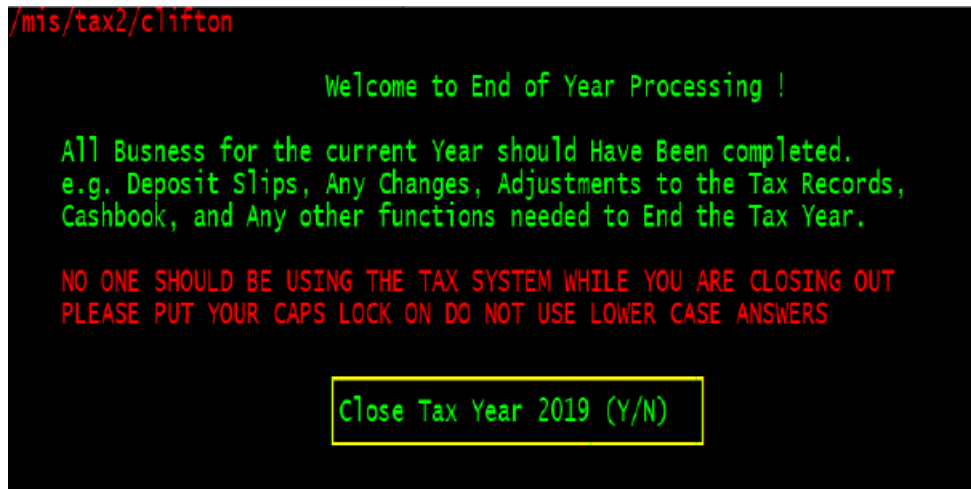 /mis/tax2/clifton
Welcome to End of Year Processing !
All Busness for the current Year should Have Been completed.
e.g. Deposit Slips, Any Changes, Adjustments to the Tax Records,
Cashbook, and Any other functions needed to End the Tax Year.
NO ONE SHOULD BE USING THE TAX SYSTEM WHILE YOU ARE CLOSING OUT
PLEASE PUT YOUR CAPS LOCK ON DO NOT USE LOWER CASE ANSWERS
Close Tax Year 2019 (Y/N)